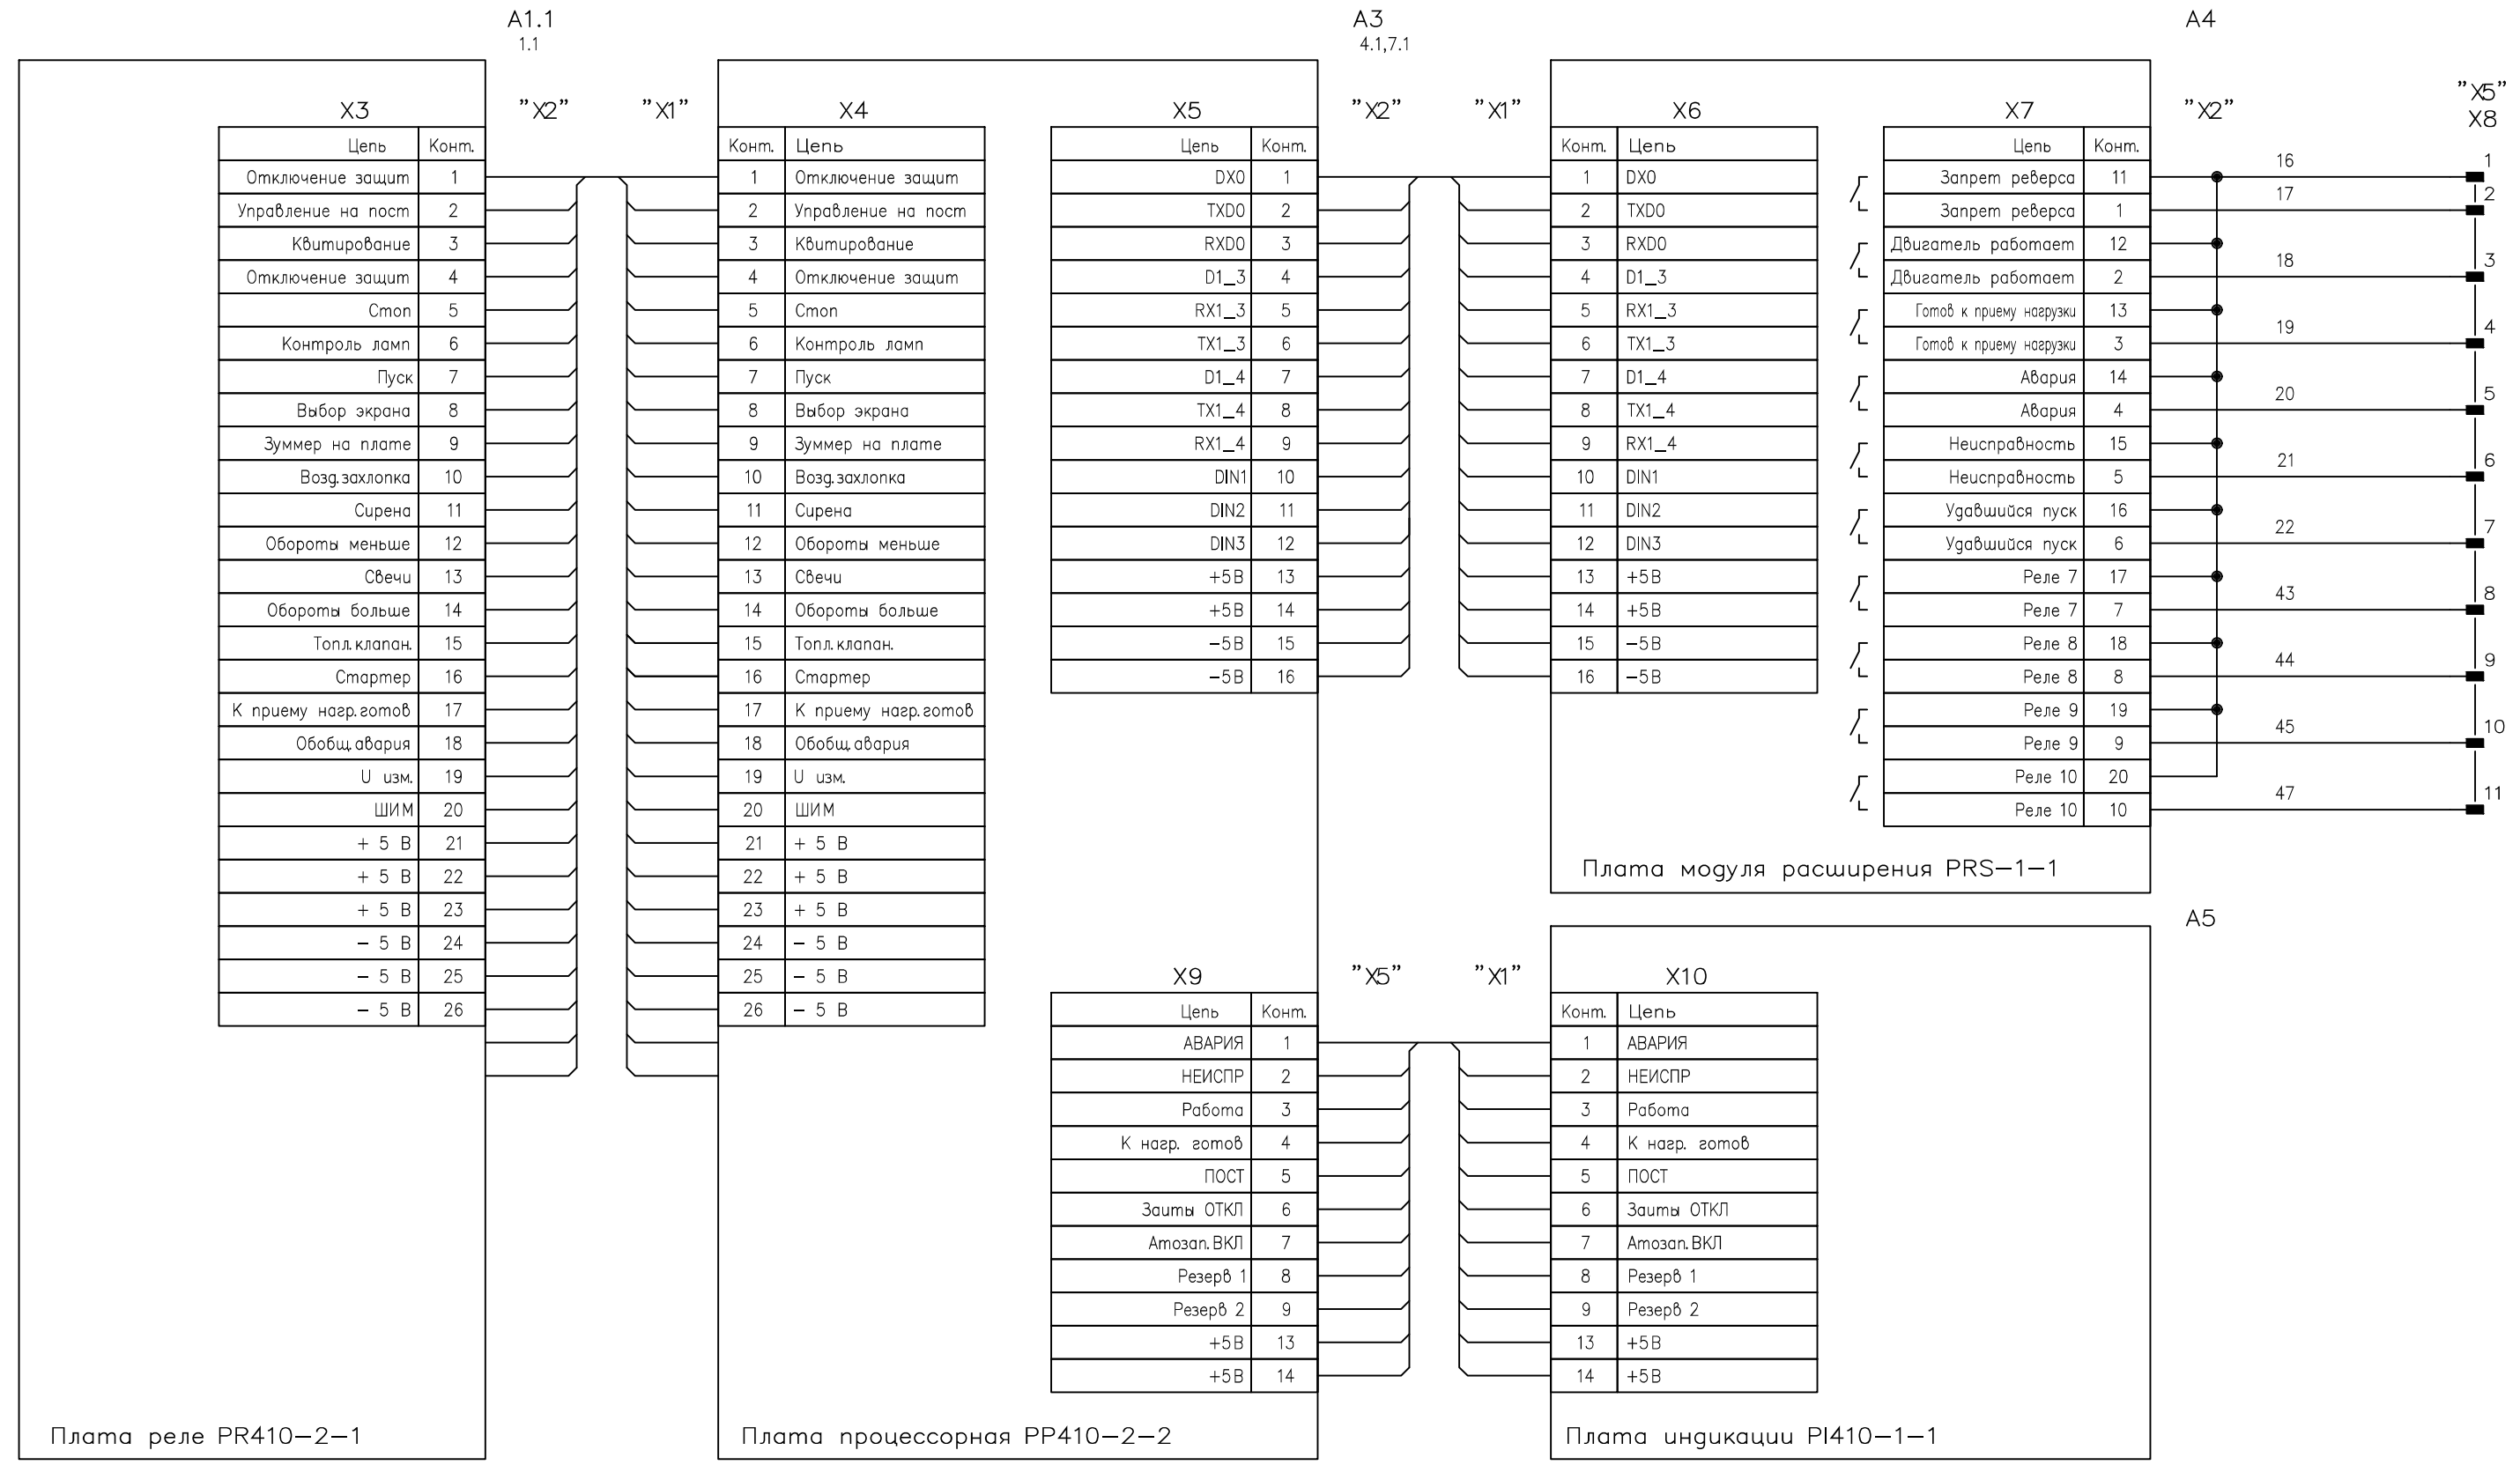 A1.1
1.1
A3
4.1,7.1
A4
X3
"X2"
"X1"
X4
X5
"X2"
"X1"
X6
X7
"X2"
"X5"
X8
Цепь Конт.
Отключение защит 1
Управление на пост 2
Квитирование 3
Отключение защит 4
Стоп 5
Контроль ламп 6
Пуск 7
Выбор экрана 8
Зуммер на плате 9
Возд.захлопка 10
Сирена 11
Обороты меньше 12
Свечи 13
Обороты больше 14
Топл.клапан. 15
Стартер 16
К приему нагр.готов 17
Обобщ.авария 18
U изм. 19
ШИМ 20
+ 5 В 21
+ 5 В 22
+ 5 В 23
– 5 В 24
– 5 В 25
– 5 В 26
Плата реле PR410–2–1
Конт. Цепь
1 Отключение защит
2 Управление на пост
3 Квитирование
4 Отключение защит
5 Стоп
6 Контроль ламп
7 Пуск
8 Выбор экрана
9 Зуммер на плате
10 Возд.захлопка
11 Сирена
12 Обороты меньше
13 Свечи
14 Обороты больше
15 Топл.клапан.
16 Стартер
17 К приему нагр.готов
18 Обобщ.авария
19 U изм.
20 ШИМ
21 + 5 В
22 + 5 В
23 + 5 В
24 – 5 В
25 – 5 В
26 – 5 В
Цепь Конт.
DX0 1
TXD0 2
RXD0 3
D1_3 4
RX1_3 5
TX1_3 6
D1_4 7
TX1_4 8
RX1_4 9
DIN1 10
DIN2 11
DIN3 12
+5В 13
+5В 14
–5В 15
–5В 16
Конт. Цепь
1 DX0
2 TXD0
3 RXD0
4 D1_3
5 RX1_3
6 TX1_3
7 D1_4
8 TX1_4
9 RX1_4
10 DIN1
11 DIN2
12 DIN3
13 +5В
14 +5В
15 –5В
16 –5В
Цепь Конт.
Запрет реверса 11 16 1
Запрет реверса 1 17 2
Двигатель работает 12
Двигатель работает 2 18 3
Готов к приему нагрузки 13
Готов к приему нагрузки 3 19 4
Авария 14
Авария 4 20 5
Неисправность 15
Неисправность 5 21 6
Удавшийся пуск 16
Удавшийся пуск 6 22 7
Реле 7 17
Реле 7 7 43 8
Реле 8 18
Реле 8 8 44 9
Реле 9 19
Реле 9 9 45 10
Реле 10 20
Реле 10 10 47 11
Плата модуля расширения PRS–1–1
A5
X9
"X5"
"X1"
X10
Цепь Конт.
АВАРИЯ 1
НЕИСПР 2
Работа 3
К нагр. готов 4
ПОСТ 5
Заиты ОТКЛ 6
Атозап.ВКЛ 7
Резерв 1 8
Резерв 2 9
+5В 13
+5В 14
Конт. Цепь
1 АВАРИЯ
2 НЕИСПР
3 Работа
4 К нагр. готов
5 ПОСТ
6 Заиты ОТКЛ
7 Атозап.ВКЛ
8 Резерв 1
9 Резерв 2
13 +5В
14 +5В
Плата процессорная PP410–2–2
Плата индикации PI410–1–1